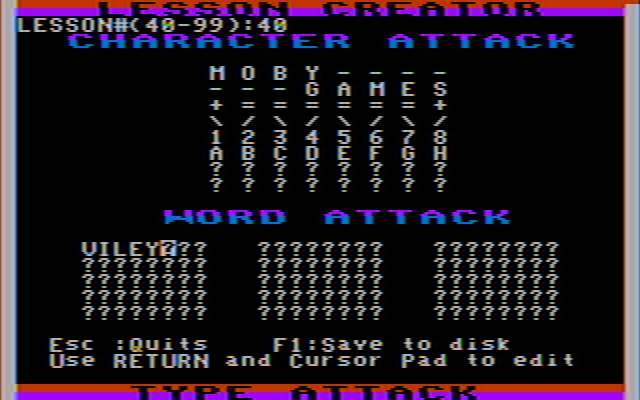 LESSON CREATOR
LESSON#(40-99):40
CHARACTER ATTACK
M O B Y - - - -
- - - G A M E S
+ = = = = = = +
\ / \ / \ / \ /
1 2 3 4 5 6 7 8
A B C D E F G H
? ? ? ? ? ? ? ?
? ? ? ? ? ? ? ?
WORD ATTACK
VILEY??? ???????? ????????
???????? ???????? ????????
???????? ???????? ????????
???????? ???????? ????????
???????? ???????? ????????
Esc :Quits F1:Save to disk
Use RETURN and Cursor Pad to edit
TYPE ATTACK